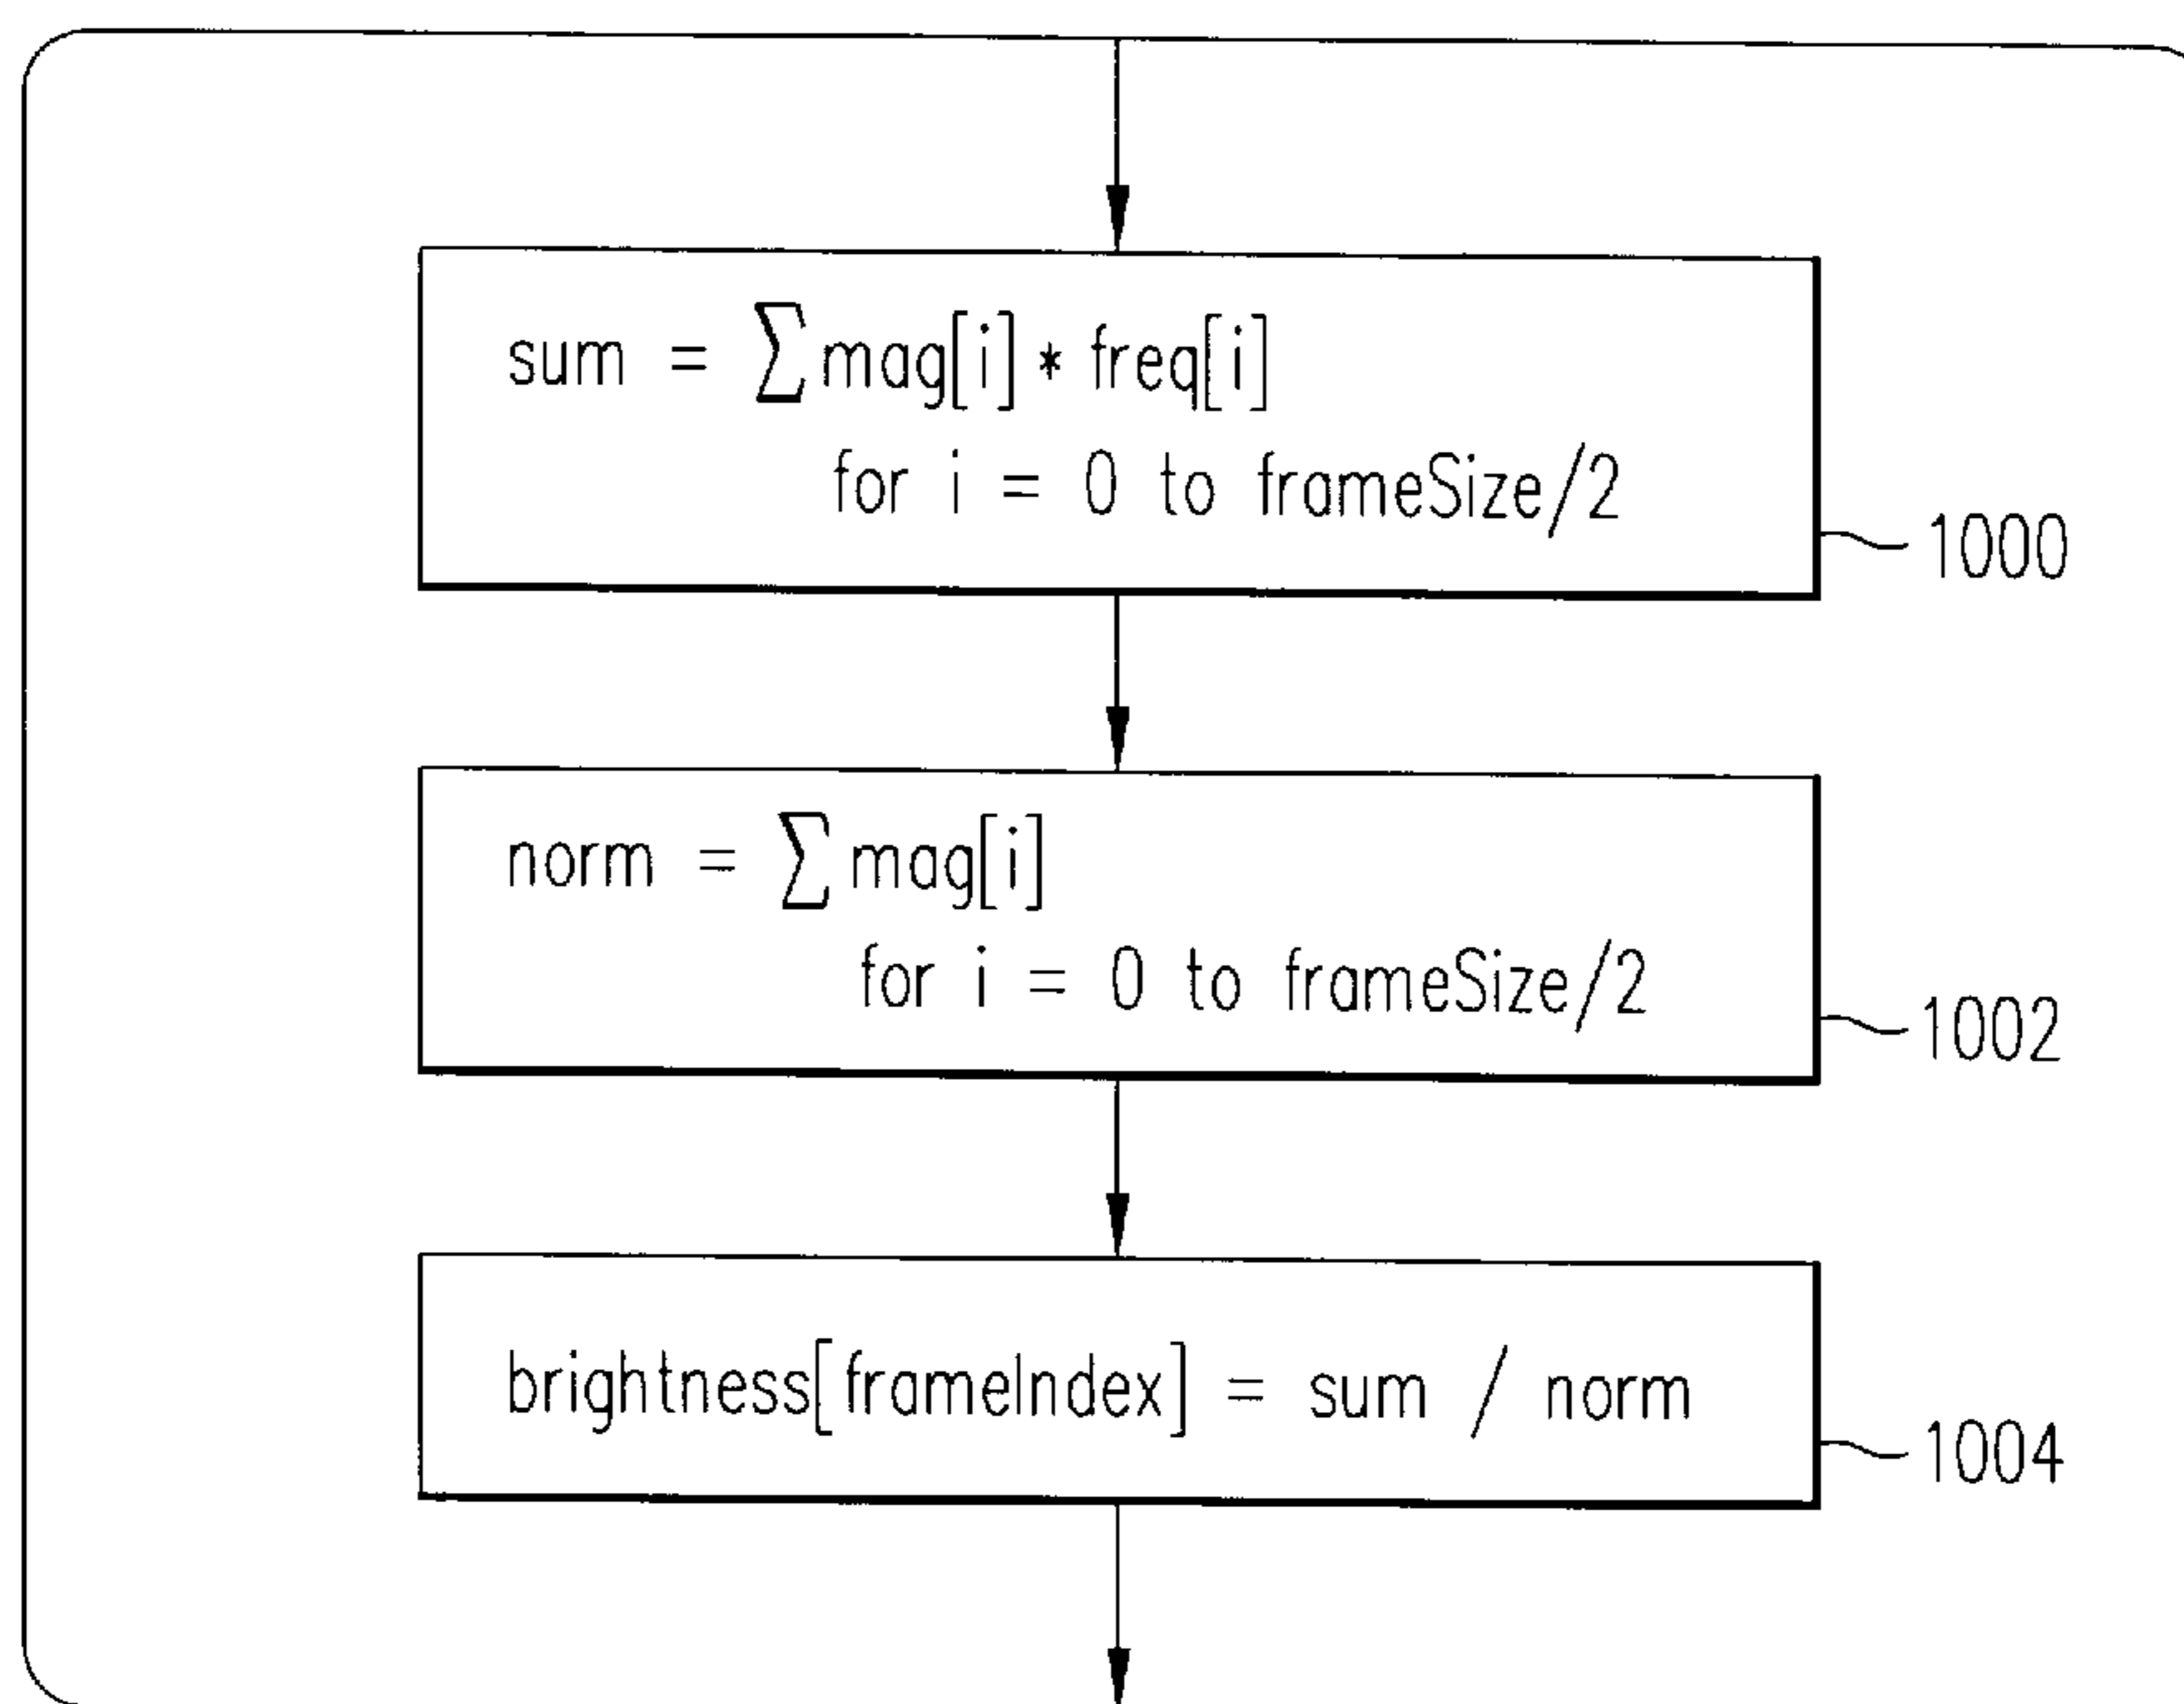 sum = ∑mag[i] * freq[i]
for i = 0 to frameSize/2
1000
norm = ∑mag[i]
for i = 0 to frameSize/2
1002
brightness[frameIndex] = sum / norm
1004